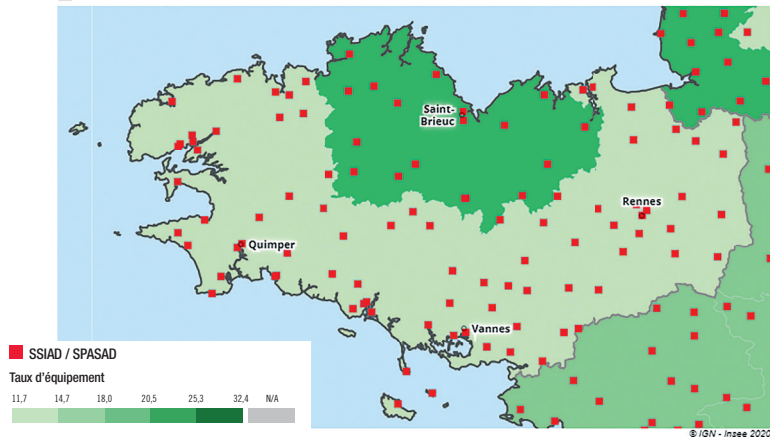 Saint-
Brieuc
Rennes
Quimper
Vannes
SSIAD / SPASAD
Taux d'équipement
11,7 14,7 18,0 20,5 25,3 32,4 N/A
© IGN - Insee 2020